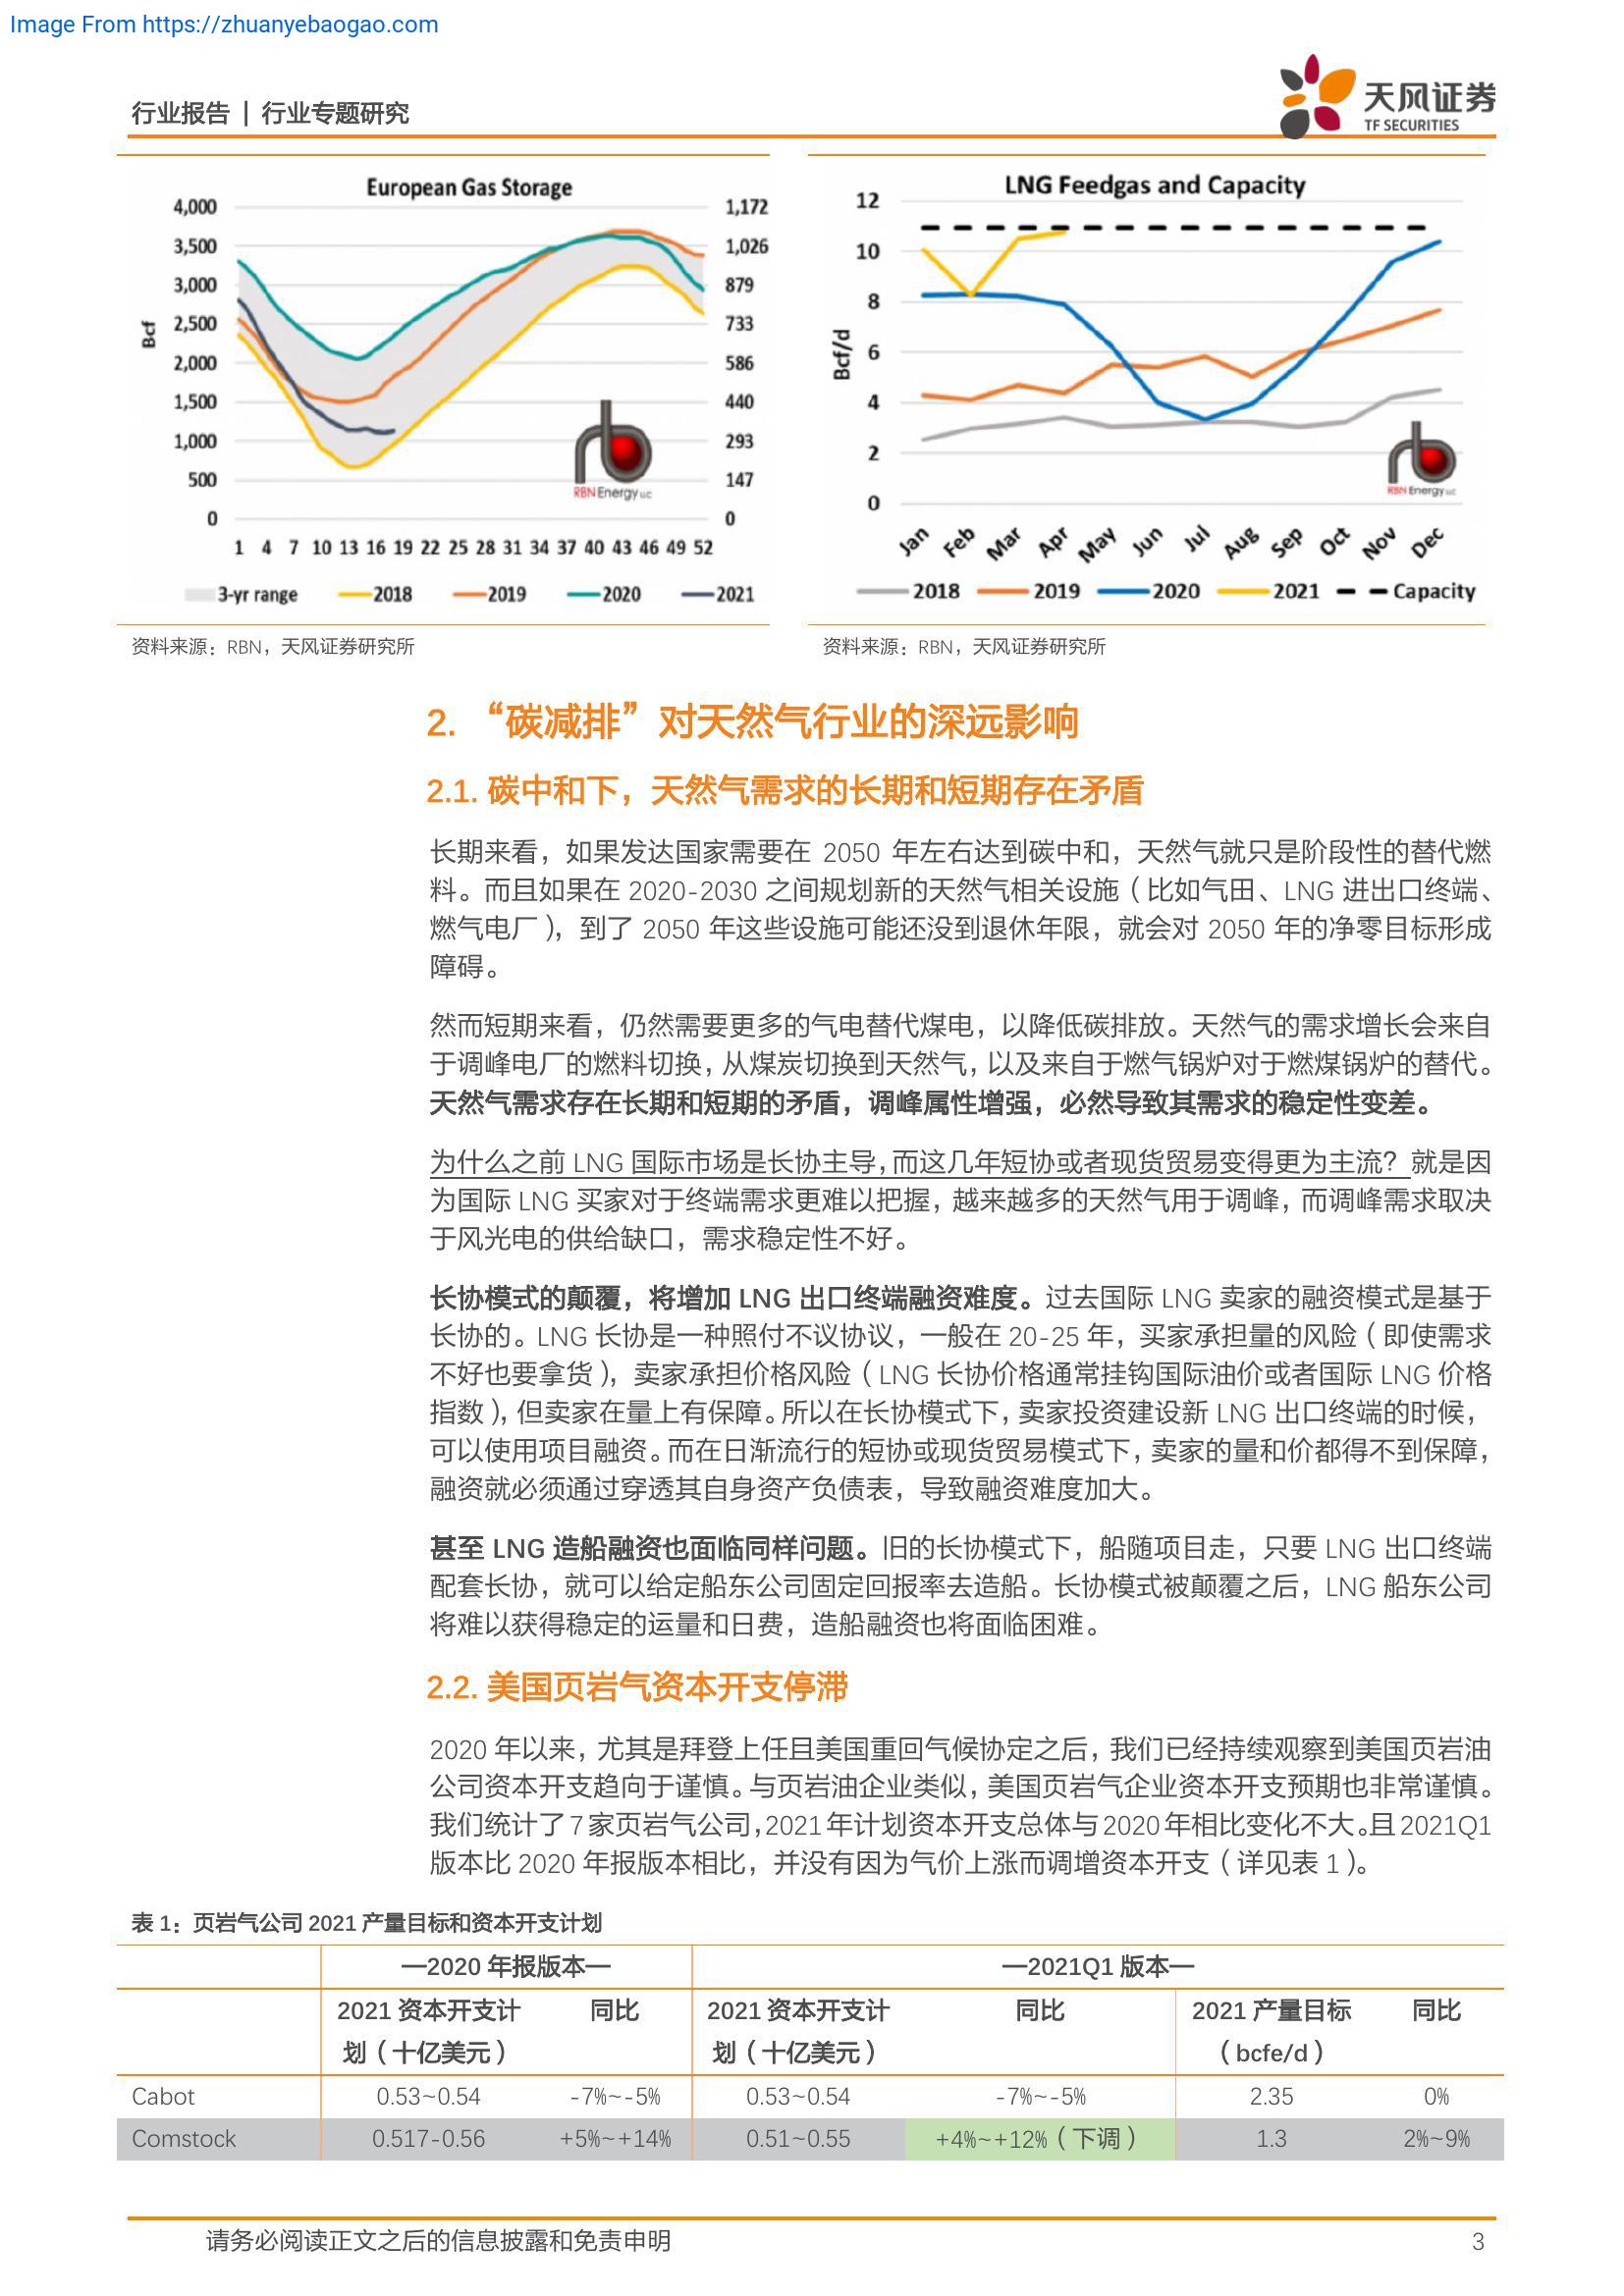 Image From https://zhuanyebaogao.com
行业报告 | 行业专题研究
天风证券
TF SECURITIES
European Gas Storage
4,000
3,500
3,000
2,500
2,000
1,500
1,000
500
0
Bcf
1,172
1,026
879
733
586
440
293
147
0
1 4 7 10 13 16 19 22 25 28 31 34 37 40 43 46 49 52
RBN Energy LLC
3-yr range 2018 2019 2020 2021
LNG Feedgas and Capacity
12
10
8
6
4
2
0
Bcf/d
Jan Feb Mar Apr May Jun Jul Aug Sep Oct Nov Dec
RBN Energy LLC
2018 2019 2020 2021 Capacity
资料来源：RBN，天风证券研究所
资料来源：RBN，天风证券研究所
2. “碳减排”对天然气行业的深远影响
2.1. 碳中和下，天然气需求的长期和短期存在矛盾
长期来看，如果发达国家需要在 2050 年左右达到碳中和，天然气就只是阶段性的替代燃
料。而且如果在 2020-2030 之间规划新的天然气相关设施（比如气田、LNG 进出口终端、
燃气电厂），到了 2050 年这些设施可能还没到退休年限，就会对 2050 年的净零目标形成
障碍。
然而短期来看，仍然需要更多的气电替代煤电，以降低碳排放。天然气的需求增长会来自
于调峰电厂的燃料切换，从煤炭切换到天然气，以及来自于燃气锅炉对于燃煤锅炉的替代。
天然气需求存在长期和短期的矛盾，调峰属性增强，必然导致其需求的稳定性变差。
为什么之前 LNG 国际市场是长协主导，而这几年短协或者现货贸易变得更为主流？就是因
为国际 LNG 买家对于终端需求更难以把握，越来越多的天然气用于调峰，而调峰需求取决
于风光电的供给缺口，需求稳定性不好。
长协模式的颠覆，将增加 LNG 出口终端融资难度。过去国际 LNG 卖家的融资模式是基于
长协的。LNG 长协是一种照付不议协议，一般在 20-25 年，买家承担量的风险（即使需求
不好也要拿货），卖家承担价格风险（LNG 长协价格通常挂钩国际油价或者国际 LNG 价格
指数），但卖家在量上有保障。所以在长协模式下，卖家投资建设新 LNG 出口终端的时候，
可以使用项目融资。而在日渐流行的短协或现货贸易模式下，卖家的量和价都得不到保障，
融资就必须通过穿透其自身资产负债表，导致融资难度加大。
甚至 LNG 造船融资也面临同样问题。旧的长协模式下，船随项目走，只要 LNG 出口终端
配套长协，就可以给定船东公司固定回报率去造船。长协模式被颠覆之后，LNG 船东公司
将难以获得稳定的运量和日费，造船融资也将面临困难。
2.2. 美国页岩气资本开支停滞
2020 年以来，尤其是拜登上任且美国重回气候协定之后，我们已经持续观察到美国页岩油
公司资本开支趋向于谨慎。与页岩油企业类似，美国页岩气企业资本开支预期也非常谨慎。
我们统计了 7 家页岩气公司，2021 年计划资本开支总体与 2020 年相比变化不大。且 2021Q1
版本比 2020 年报版本相比，并没有因为气价上涨而调增资本开支（详见表 1）。
表 1：页岩气公司 2021 产量目标和资本开支计划
—2020 年报版本— —2021Q1 版本—
2021 资本开支计 同比 2021 资本开支计 同比 2021 产量目标 同比
划（十亿美元） 划（十亿美元） （bcfe/d）
Cabot 0.53~0.54 -7%~-5% 0.53~0.54 -7%~-5% 2.35 0%
Comstock 0.517-0.56 +5%~+14% 0.51~0.55 +4%~+12%（下调） 1.3 2%~9%
请务必阅读正文之后的信息披露和免责申明 3